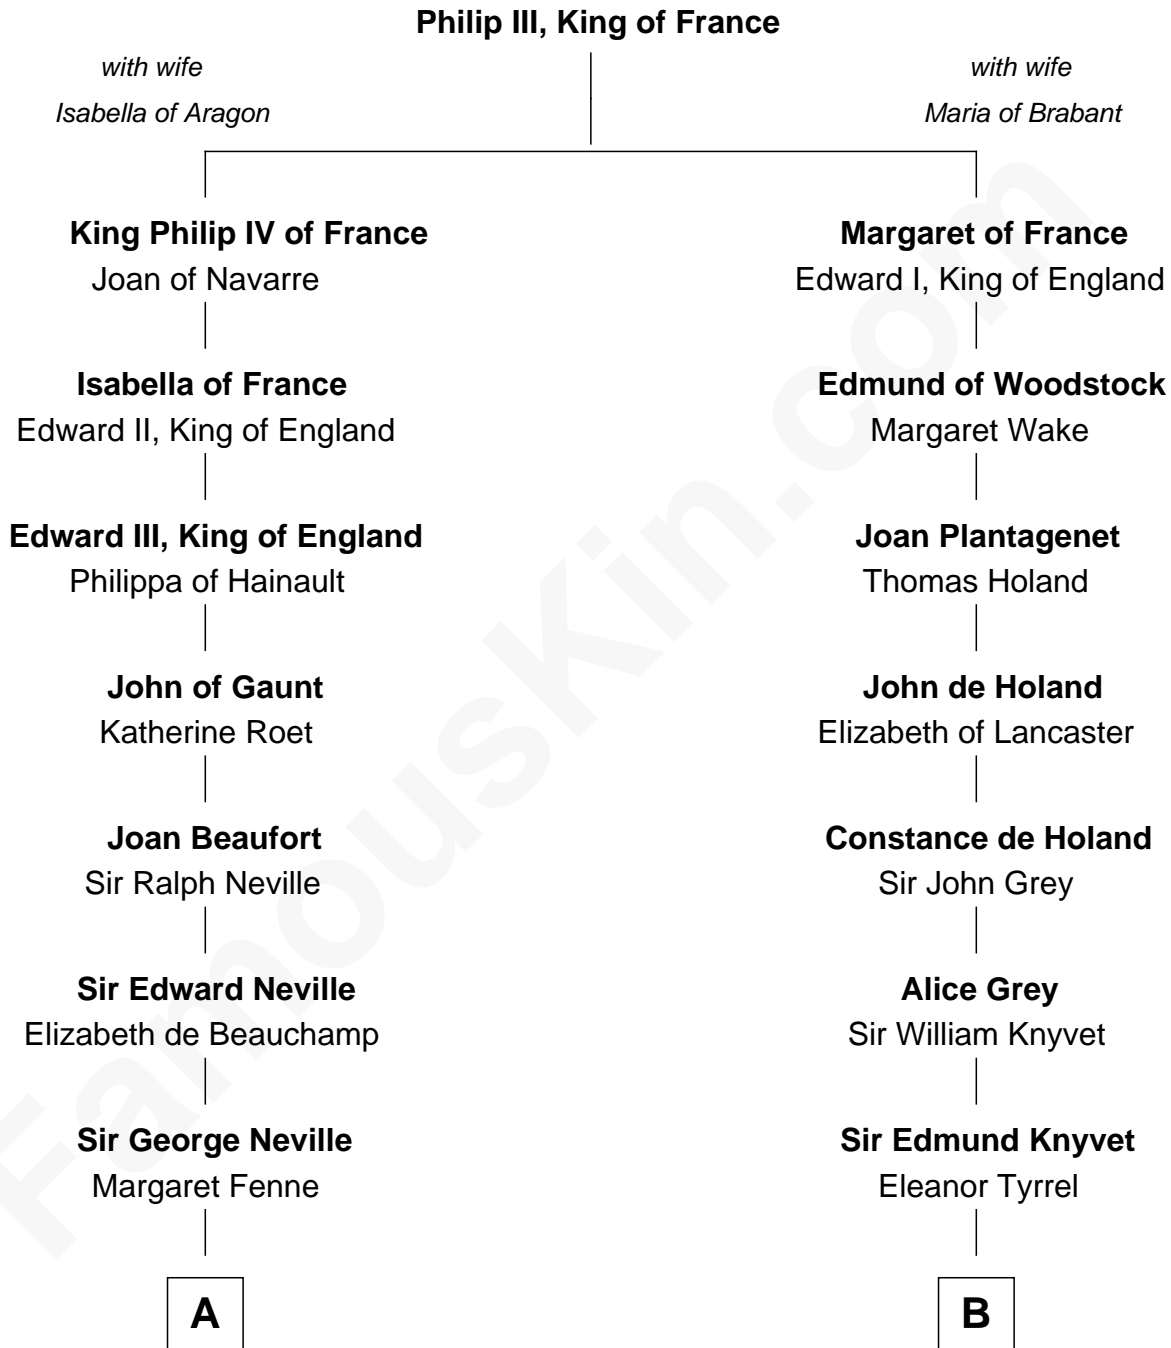 Philip III, King of France
with wife
Isabella of Aragon
with wife
Maria of Brabant
King Philip IV of France
Joan of Navarre
Margaret of France
Edward I, King of England
Isabella of France
Edward II, King of England
Edmund of Woodstock
Margaret Wake
Edward III, King of England
Philippa of Hainault
Joan Plantagenet
Thomas Holand
John of Gaunt
Katherine Roet
John de Holand
Elizabeth of Lancaster
Joan Beaufort
Sir Ralph Neville
Constance de Holand
Sir John Grey
Sir Edward Neville
Elizabeth de Beauchamp
Alice Grey
Sir William Knyvet
Sir George Neville
Margaret Fenne
Sir Edmund Knyvet
Eleanor Tyrrel
A
B
FamousKin.com